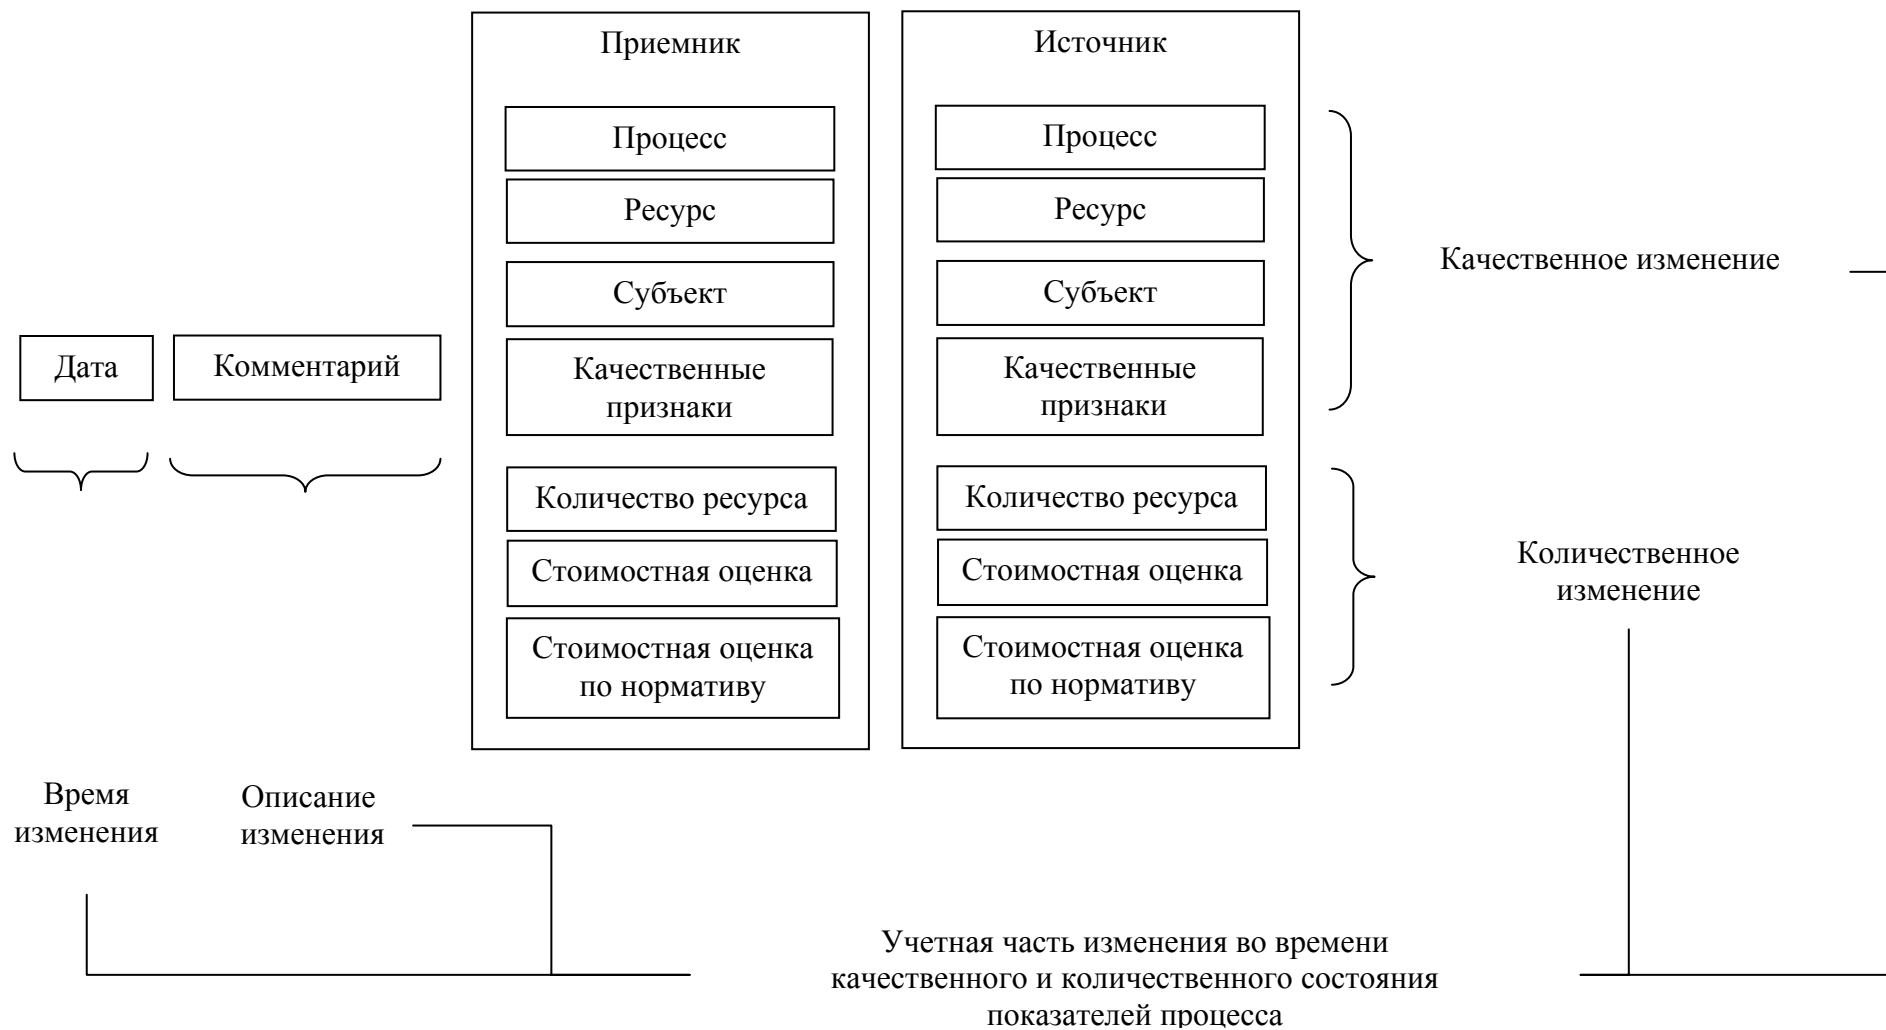 Приемник
Процесс
Ресурс
Субъект
Качественные
признаки
Количество ресурса
Стоимостная оценка
Стоимостная оценка
по нормативу
Источник
Процесс
Ресурс
Субъект
Качественные
признаки
Количество ресурса
Стоимостная оценка
Стоимостная оценка
по нормативу
Качественное изменение
Количественное
изменение
Дата
Комментарий
Время
изменения
Описание
изменения
Учетная часть изменения во времени
качественного и количественного состояния
показателей процесса